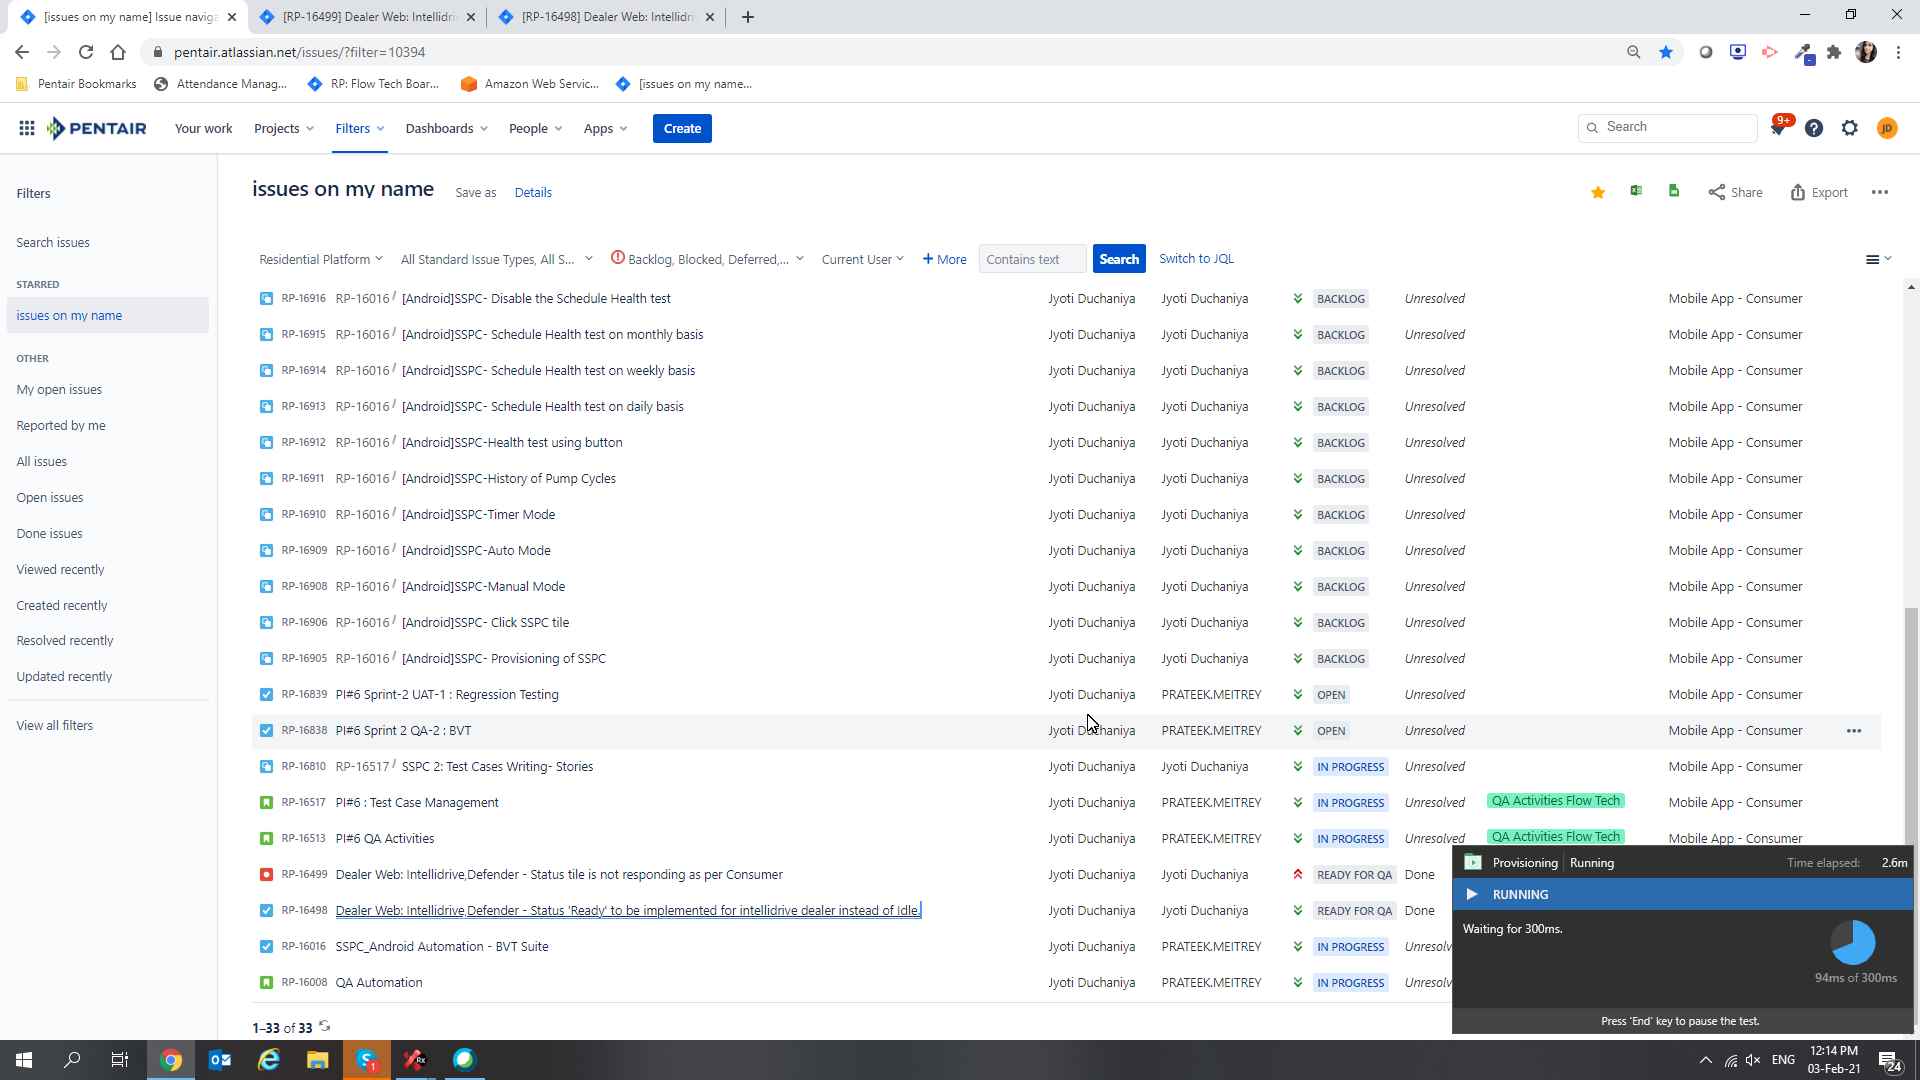 [issues on my name] Issue naviga
[RP-16499] Dealer Web: Intellidri
[RP-16498] Dealer Web: Intellidri
pentair.atlassian.net/issues/?filter=10394
Pentair Bookmarks
Attendance Manag...
RP: Flow Tech Boar...
Amazon Web Servic...
[issues on my name...
PENTAIR
Your work
Projects
Filters
Dashboards
People
Apps
Create
Search
9+
JD
Filters
Search issues
STARRED
issues on my name
OTHER
My open issues
Reported by me
All issues
Open issues
Done issues
Viewed recently
Created recently
Resolved recently
Updated recently
View all filters
issues on my name
Save as
Details
Share
Export
Residential Platform
All Standard Issue Types, All S...
Backlog, Blocked, Deferred,...
Current User
+ More
Contains text
Search
Switch to JQL
RP-16916 RP-16016 / [Android]SSPC- Disable the Schedule Health test Jyoti Duchaniya Jyoti Duchaniya BACKLOG Unresolved Mobile App - Consumer
RP-16915 RP-16016 / [Android]SSPC- Schedule Health test on monthly basis Jyoti Duchaniya Jyoti Duchaniya BACKLOG Unresolved Mobile App - Consumer
RP-16914 RP-16016 / [Android]SSPC- Schedule Health test on weekly basis Jyoti Duchaniya Jyoti Duchaniya BACKLOG Unresolved Mobile App - Consumer
RP-16913 RP-16016 / [Android]SSPC- Schedule Health test on daily basis Jyoti Duchaniya Jyoti Duchaniya BACKLOG Unresolved Mobile App - Consumer
RP-16912 RP-16016 / [Android]SSPC-Health test using button Jyoti Duchaniya Jyoti Duchaniya BACKLOG Unresolved Mobile App - Consumer
RP-16911 RP-16016 / [Android]SSPC-History of Pump Cycles Jyoti Duchaniya Jyoti Duchaniya BACKLOG Unresolved Mobile App - Consumer
RP-16910 RP-16016 / [Android]SSPC-Timer Mode Jyoti Duchaniya Jyoti Duchaniya BACKLOG Unresolved Mobile App - Consumer
RP-16909 RP-16016 / [Android]SSPC-Auto Mode Jyoti Duchaniya Jyoti Duchaniya BACKLOG Unresolved Mobile App - Consumer
RP-16908 RP-16016 / [Android]SSPC-Manual Mode Jyoti Duchaniya Jyoti Duchaniya BACKLOG Unresolved Mobile App - Consumer
RP-16906 RP-16016 / [Android]SSPC- Click SSPC tile Jyoti Duchaniya Jyoti Duchaniya BACKLOG Unresolved Mobile App - Consumer
RP-16905 RP-16016 / [Android]SSPC- Provisioning of SSPC Jyoti Duchaniya Jyoti Duchaniya BACKLOG Unresolved Mobile App - Consumer
RP-16839 PI#6 Sprint-2 UAT-1 : Regression Testing Jyoti Duchaniya PRATEEK.MEITREY OPEN Unresolved Mobile App - Consumer
RP-16838 PI#6 Sprint 2 QA-2 : BVT Jyoti Duchaniya PRATEEK.MEITREY OPEN Unresolved Mobile App - Consumer
RP-16810 RP-16517 / SSPC 2: Test Cases Writing- Stories Jyoti Duchaniya PRATEEK.MEITREY IN PROGRESS Unresolved Mobile App - Consumer
RP-16517 PI#6 : Test Case Management Jyoti Duchaniya PRATEEK.MEITREY IN PROGRESS Unresolved QA Activities Flow Tech Mobile App - Consumer
RP-16513 PI#6 QA Activities Jyoti Duchaniya PRATEEK.MEITREY IN PROGRESS Unresolved QA Activities Flow Tech Mobile App - Consumer
RP-16499 Dealer Web: Intellidrive,Defender - Status tile is not responding as per Consumer Jyoti Duchaniya Jyoti Duchaniya READY FOR QA Done
RP-16498 Dealer Web: Intellidrive,Defender - Status 'Ready' to be implemented for intellidrive dealer instead of Idle. Jyoti Duchaniya Jyoti Duchaniya READY FOR QA Done
RP-16016 SSPC_Android Automation - BVT Suite Jyoti Duchaniya PRATEEK.MEITREY IN PROGRESS Unresolv
RP-16008 QA Automation Jyoti Duchaniya PRATEEK.MEITREY IN PROGRESS Unresolv
1–33 of 33
Provisioning Running Time elapsed: 2.6m
RUNNING
Waiting for 300ms.
94ms of 300ms
Press 'End' key to pause the test.
1
Rx
ENG
12:14 PM
03-Feb-21
24